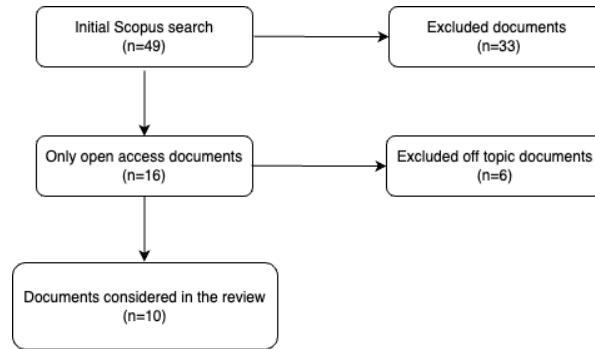 Initial Scopus search
(n=49)
Excluded documents
(n=33)
Only open access documents
(n=16)
Excluded off topic documents
(n=6)
Documents considered in the review
(n=10)